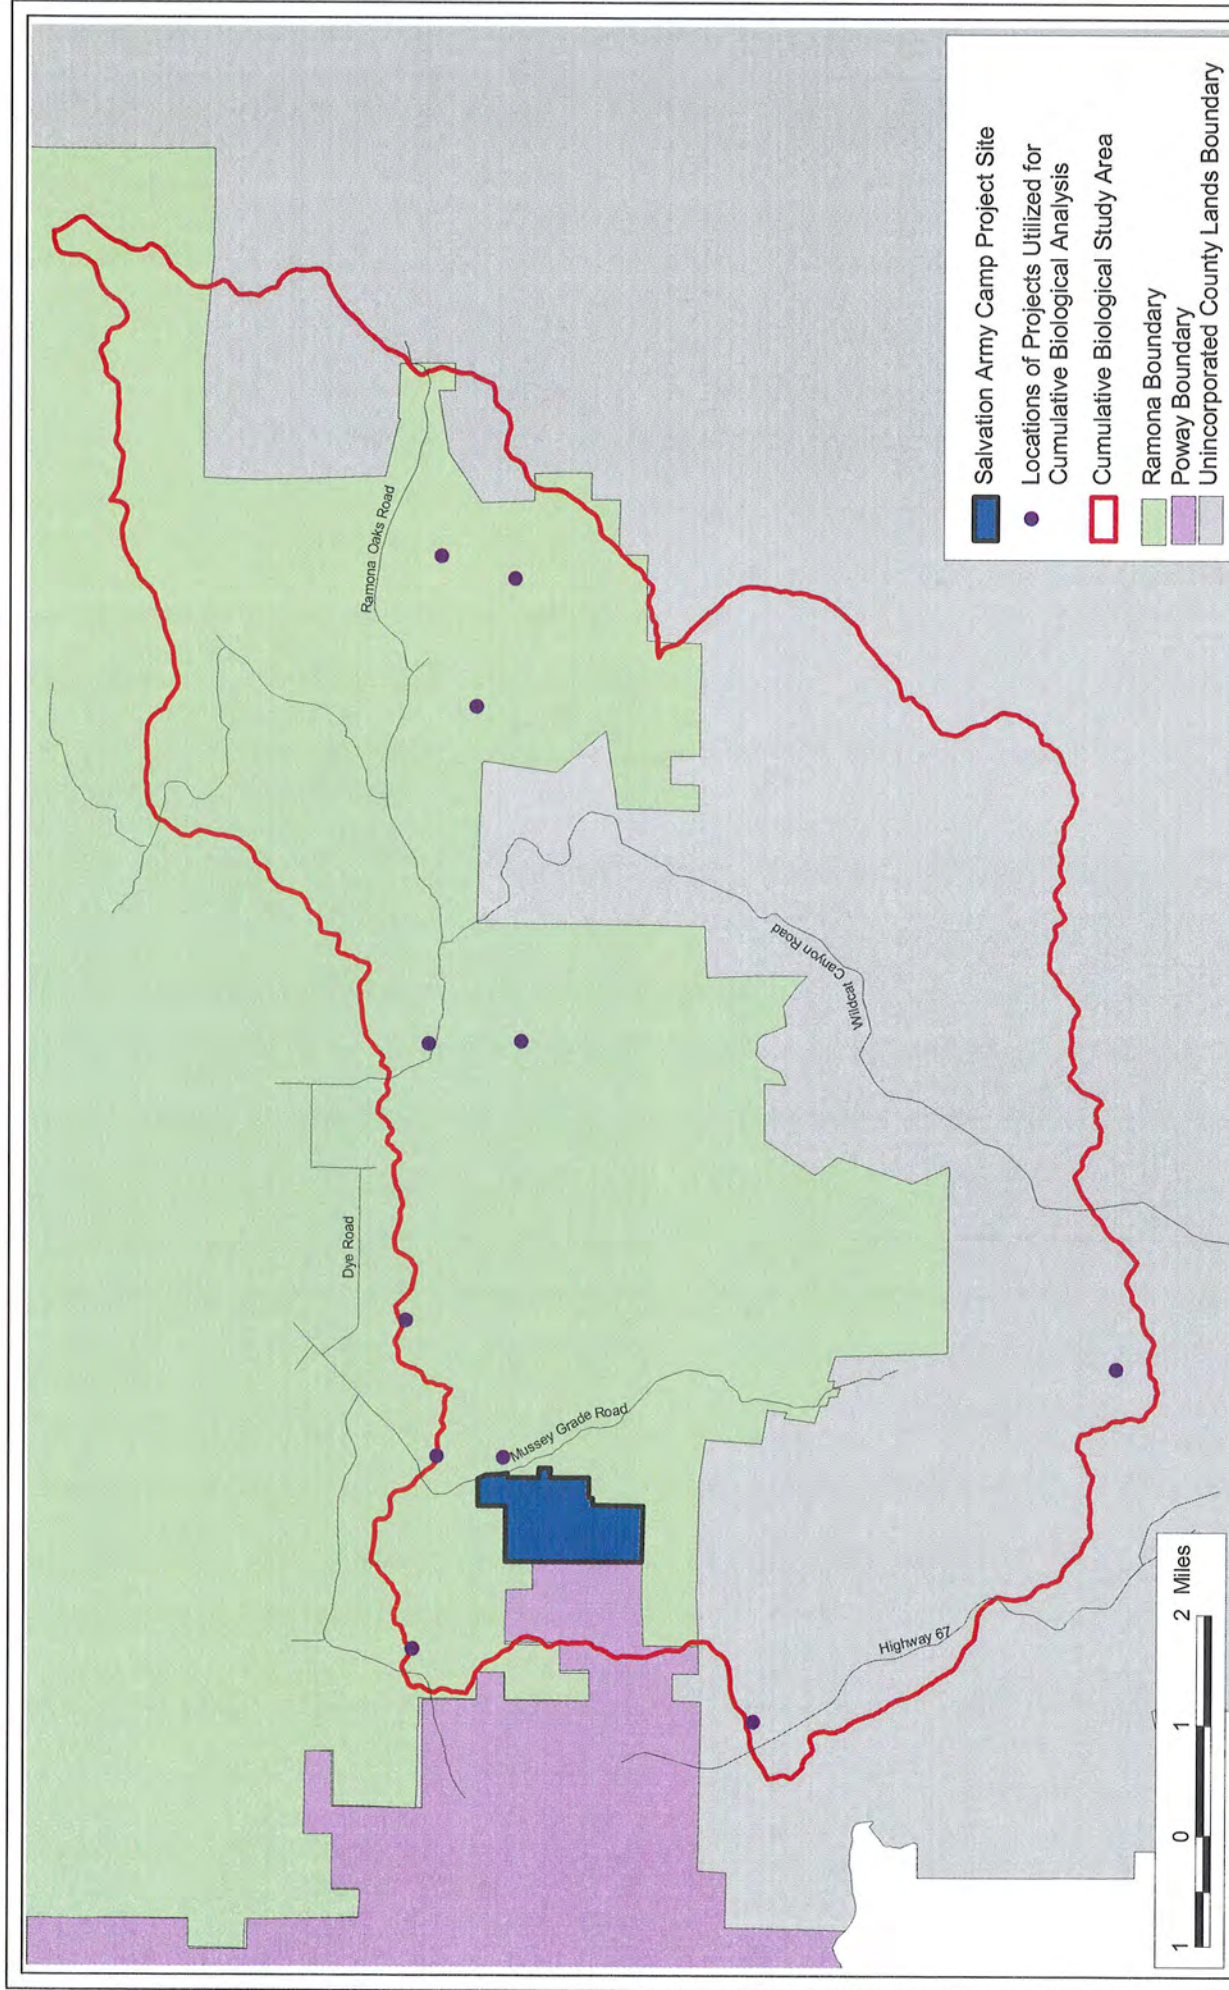 Ramona Oaks Road
Dye Road
Wildcat Canyon Road
Mussey Grade Road
Highway 67
Salvation Army Camp Project Site
Locations of Projects Utilized for
Cumulative Biological Analysis
Cumulative Biological Study Area
Ramona Boundary
Poway Boundary
Unincorporated County Lands Boundary
1 0 1 2 Miles